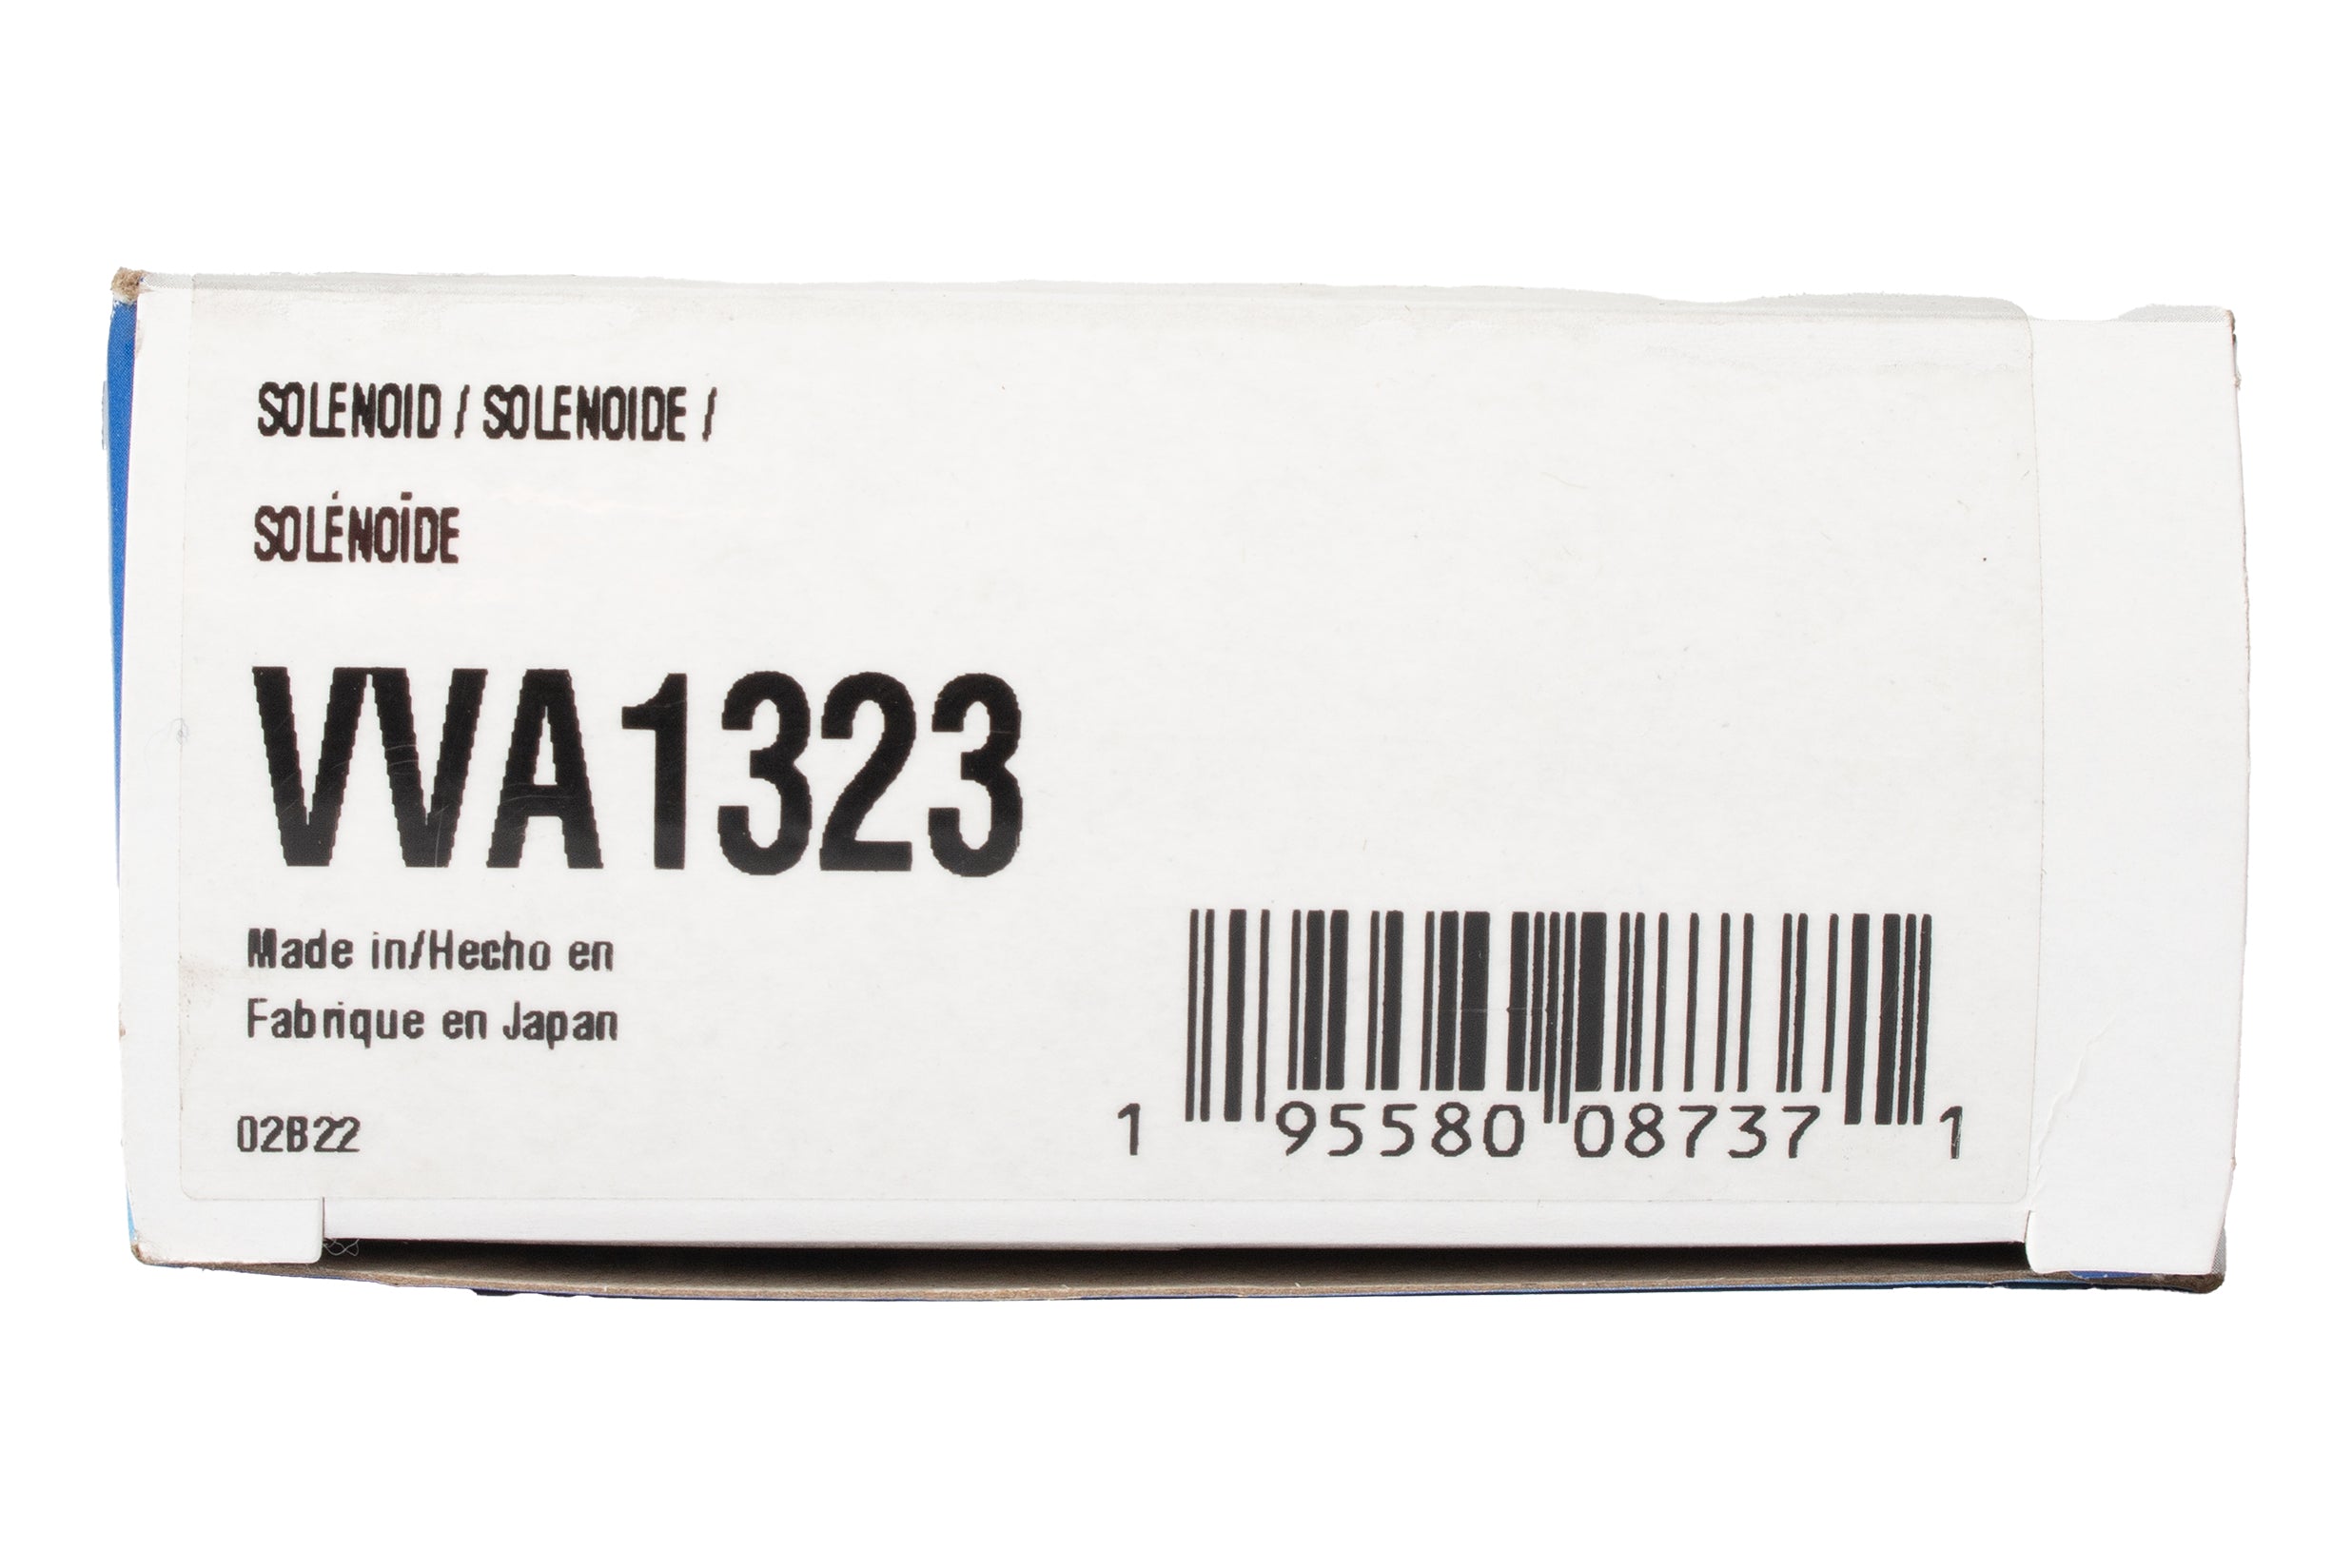 SOLENOID / SOLENOIDE /
SOLÉNOÏDE
VVA1323
Made in/Hecho en
Fabrique en Japan
02B22
1 95580 08737 1